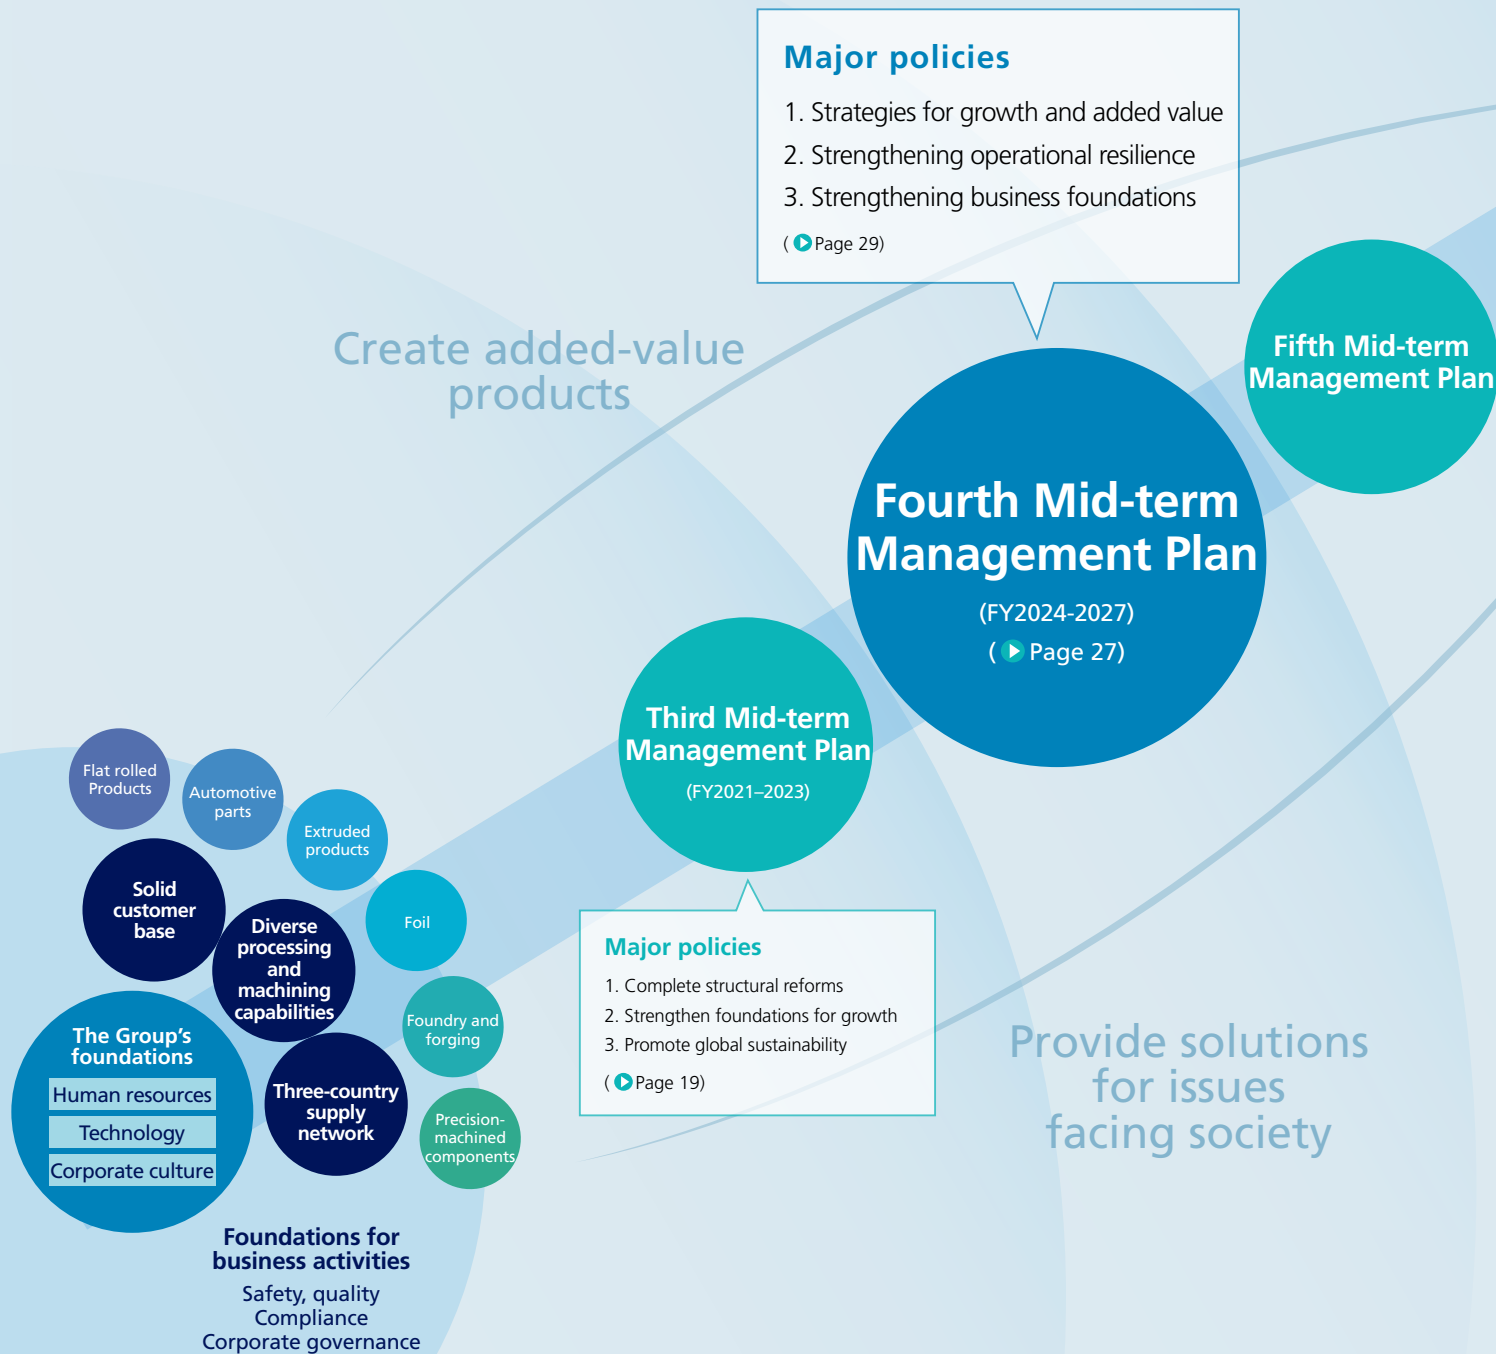 Major policies
1. Strategies for growth and added value
2. Strengthening operational resilience
3. Strengthening business foundations
( Page 29)
Create added-value
products
Fifth Mid-term
Management Plan
Fourth Mid-term
Management Plan
(FY2024-2027)
( Page 27)
Third Mid-term
Management Plan
(FY2021–2023)
Major policies
1. Complete structural reforms
2. Strengthen foundations for growth
3. Promote global sustainability
( Page 19)
Provide solutions
for issues
facing society
Flat rolled
Products
Automotive
parts
Extruded
products
Foil
Foundry and
forging
Precision-
machined
components
Solid
customer
base
Diverse
processing
and
machining
capabilities
Three-country
supply
network
The Group’s
foundations
Human resources
Technology
Corporate culture
Foundations for
business activities
Safety, quality
Compliance
Corporate governance